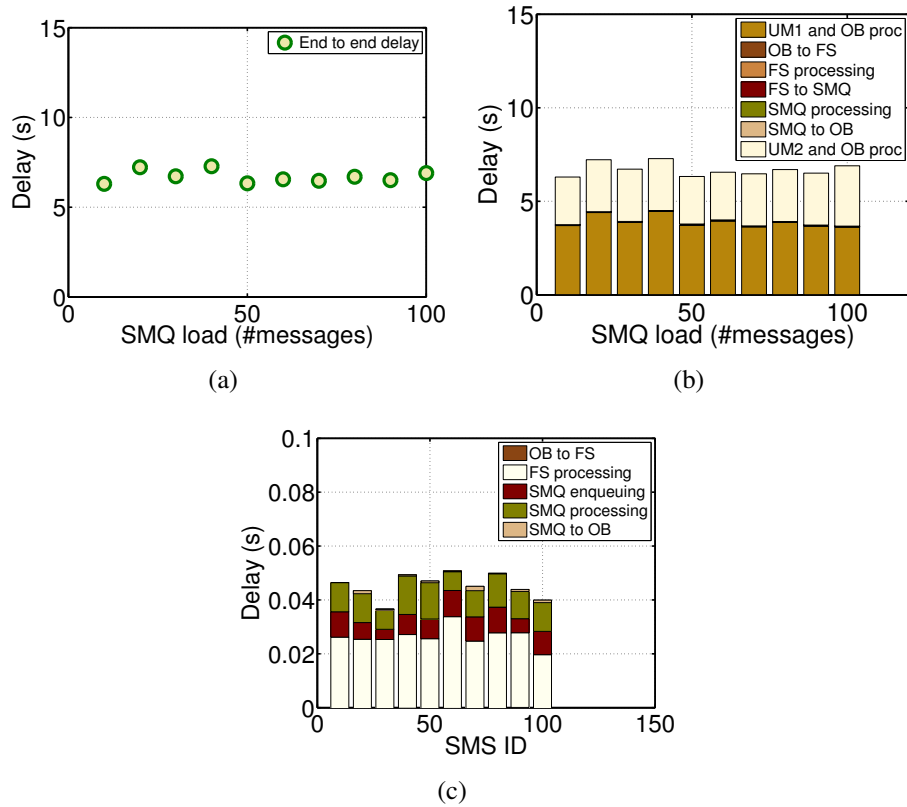 15
10
5
0
Delay (s)
End to end delay
0
50
100
SMQ load (#messages)
(a)
15
10
5
0
Delay (s)
UM1 and OB proc
OB to FS
FS processing
FS to SMQ
SMQ processing
SMQ to OB
UM2 and OB proc
0
50
100
SMQ load (#messages)
(b)
0.1
0.08
0.06
0.04
0.02
0
Delay (s)
OB to FS
FS processing
SMQ enqueuing
SMQ processing
SMQ to OB
0
50
100
150
SMS ID
(c)